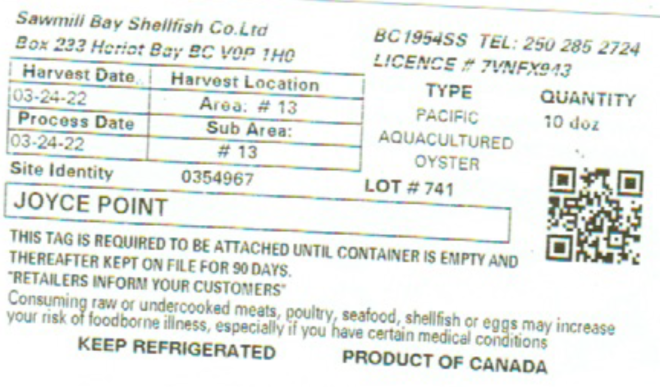 Sawmill Bay Shellfish Co.Ltd
Box 233 Heriot Bay BC V0P 1H0
BC1954SS TEL: 250 285 2724
LICENCE # 7VNFX943
Harvest Date
Harvest Location
03-24-22
Area: # 13
Process Date
Sub Area:
03-24-22
# 13
Site Identity 0354967
TYPE
QUANTITY
PACIFIC
10 doz
AQUACULTURED
OYSTER
LOT # 741
JOYCE POINT
THIS TAG IS REQUIRED TO BE ATTACHED UNTIL CONTAINER IS EMPTY AND
THEREAFTER KEPT ON FILE FOR 90 DAYS.
"RETAILERS INFORM YOUR CUSTOMERS"
Consuming raw or undercooked meats, poultry, seafood, shellfish or eggs may increase
your risk of foodborne illness, especially if you have certain medical conditions
KEEP REFRIGERATED PRODUCT OF CANADA